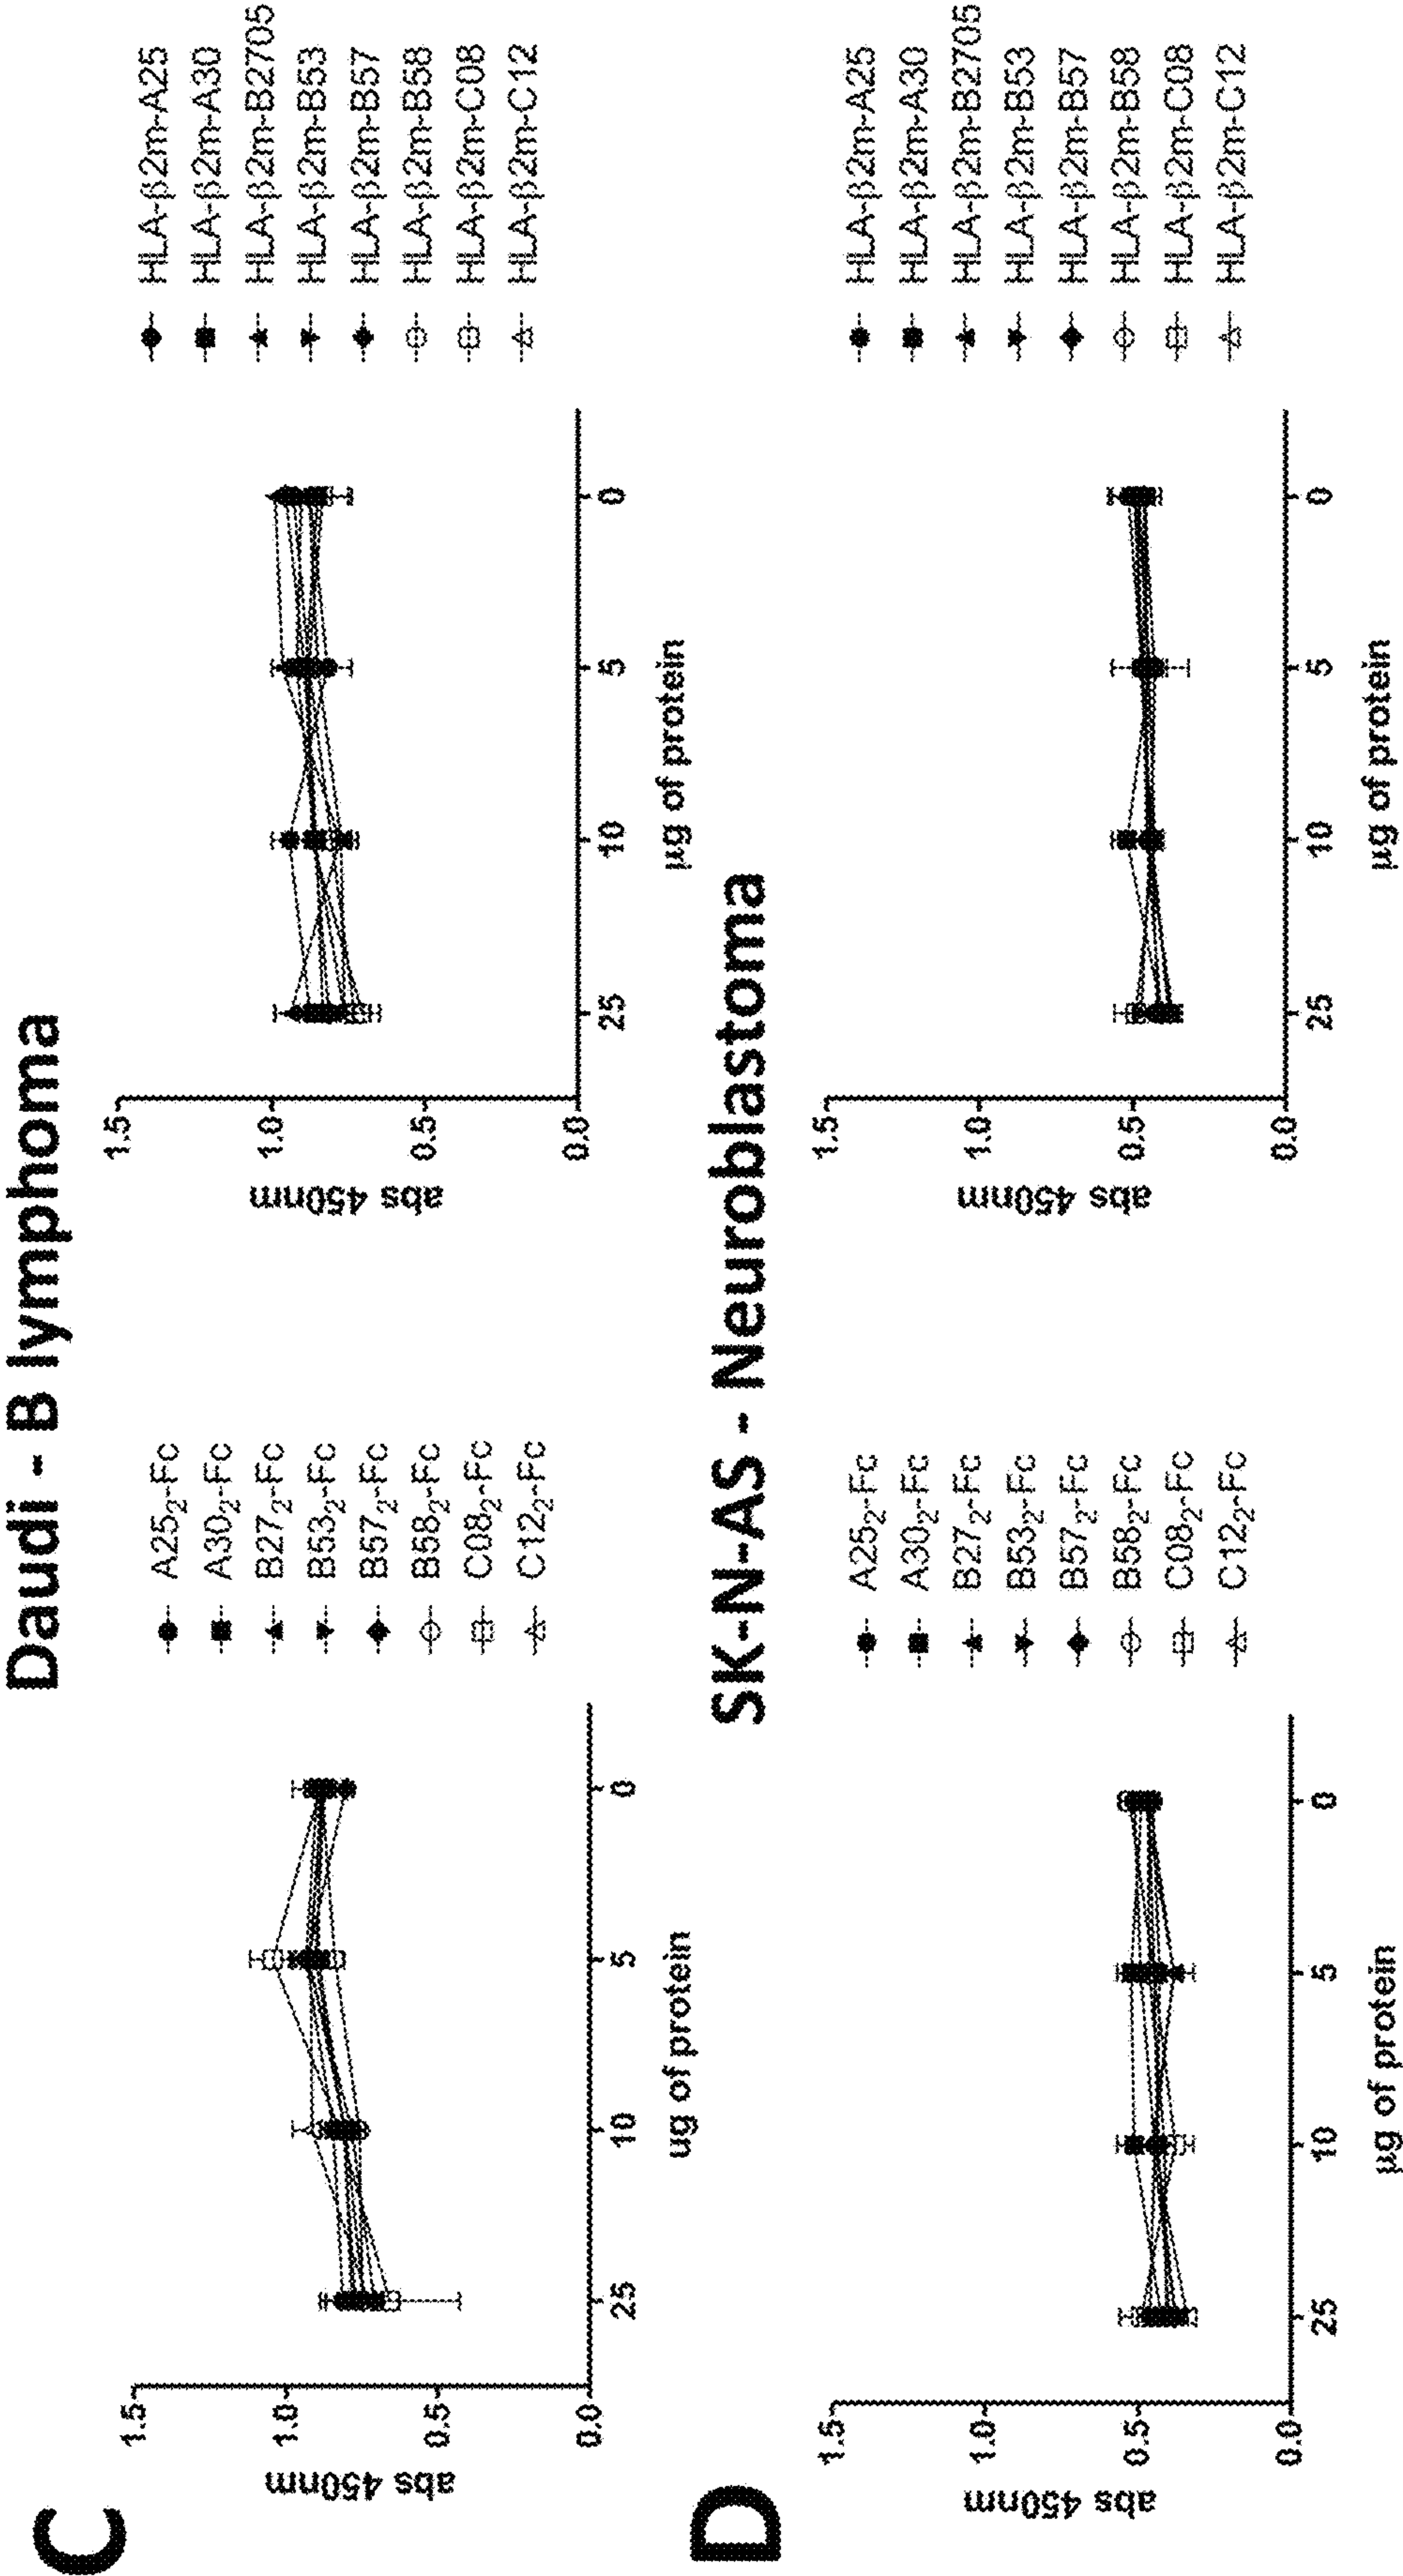 C
Daudi - B lymphoma
abs 450nm
1.5
1.0
0.5
0.0
25
10
5
0
ug of protein
A25₂-Fc
A30₂-Fc
B27₂-Fc
B53₂-Fc
B57₂-Fc
B58₂-Fc
C08₂-Fc
C12₂-Fc
abs 450nm
1.5
1.0
0.5
0.0
25
10
5
0
µg of protein
HLA-β2m-A25
HLA-β2m-A30
HLA-β2m-B2705
HLA-β2m-B53
HLA-β2m-B57
HLA-β2m-B58
HLA-β2m-C08
HLA-β2m-C12
D
SK-N-AS - Neuroblastoma
abs 450nm
1.5
1.0
0.5
0.0
25
10
5
0
µg of protein
A25₂-Fc
A30₂-Fc
B27₂-Fc
B53₂-Fc
B57₂-Fc
B58₂-Fc
C08₂-Fc
C12₂-Fc
abs 450nm
1.5
1.0
0.5
0.0
25
10
5
0
µg of protein
HLA-β2m-A25
HLA-β2m-A30
HLA-β2m-B2705
HLA-β2m-B53
HLA-β2m-B57
HLA-β2m-B58
HLA-β2m-C08
HLA-β2m-C12